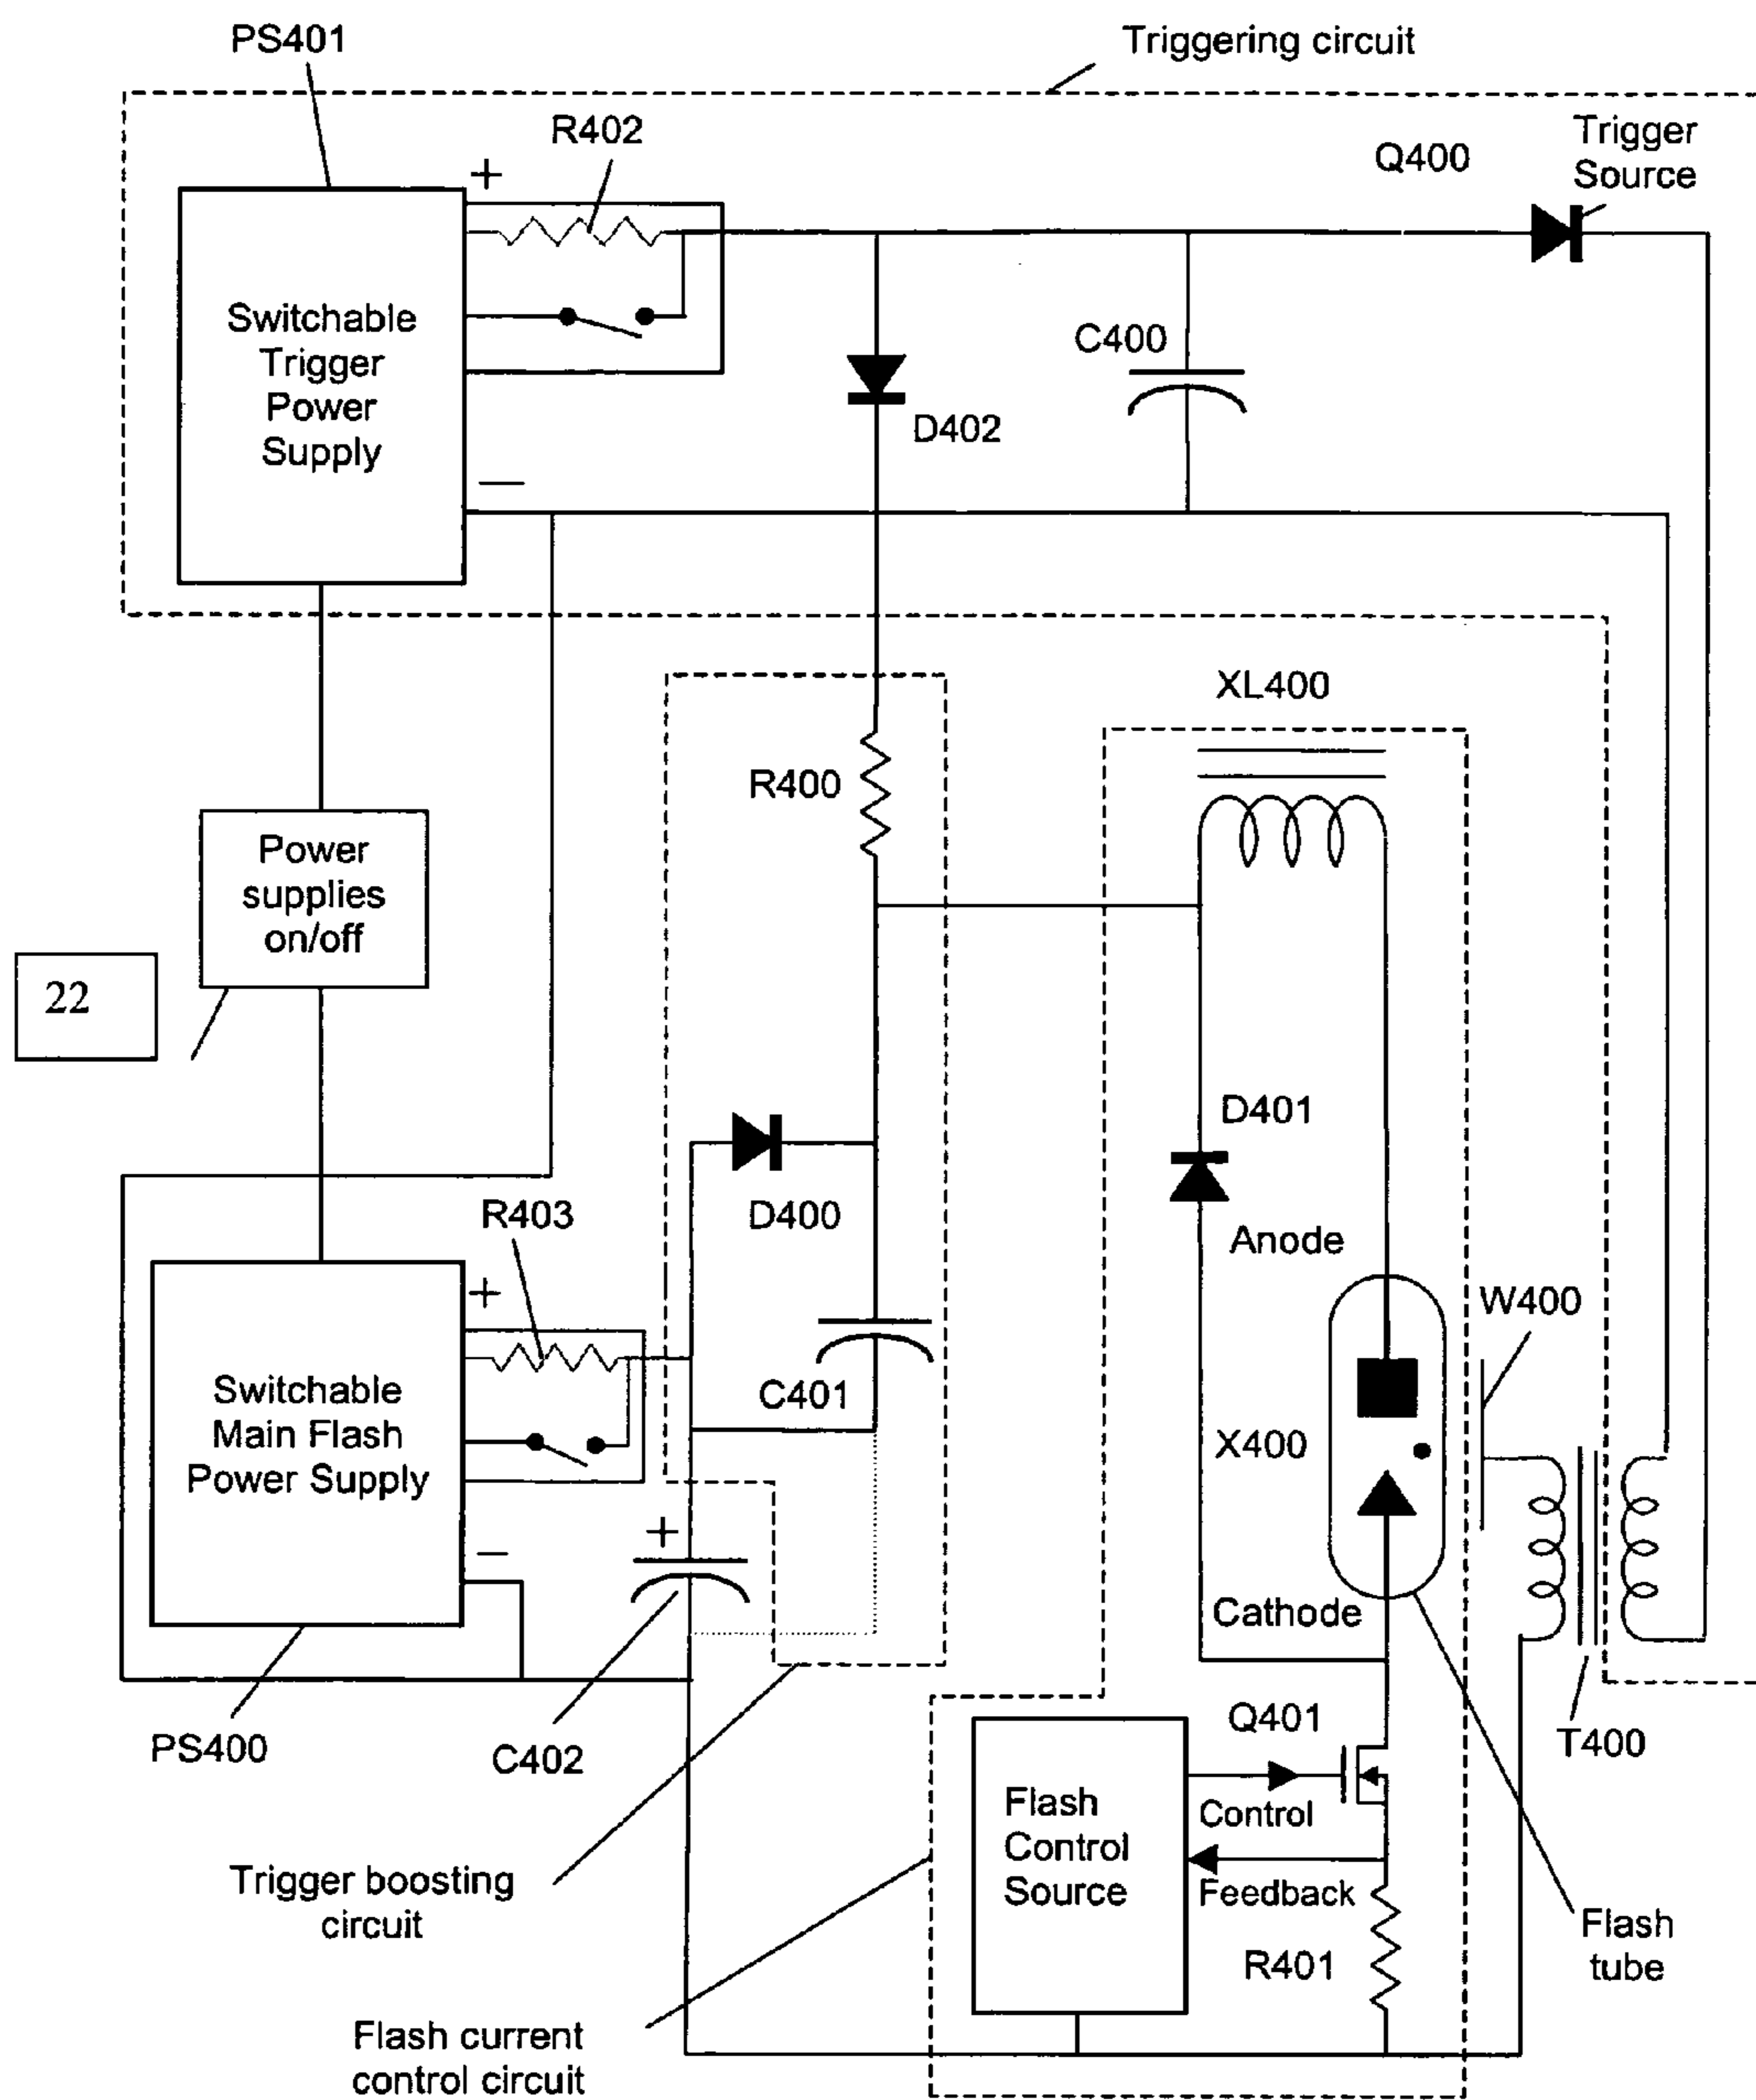 PS401
Triggering circuit
R402
Trigger
Source
Q400
+
Switchable
Trigger
Power
Supply
C400
D402
—
XL400
R400
Power
supplies
on/off
22
D401
R403
D400
Anode
+
W400
Switchable
Main Flash
Power Supply
C401
X400
+
—
Cathode
Q401
PS400
C402
T400
Flash
Control
Source
Control
Feedback
Trigger boosting
circuit
R401
Flash
tube
Flash current
control circuit